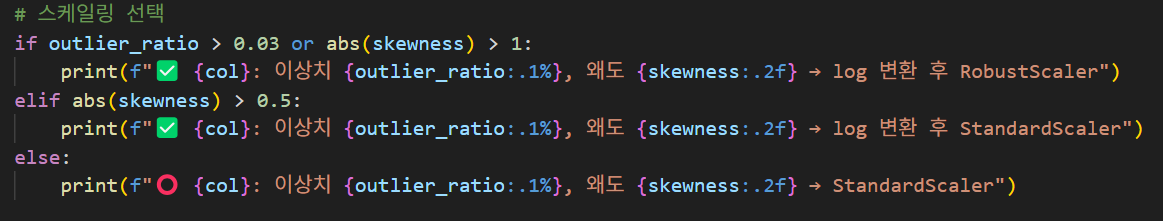 # 스케일링 선택
if outlier_ratio > 0.03 or abs(skewness) > 1:
    print(f"✅ {col}: 이상치 {outlier_ratio:.1%}, 왜도 {skewness:.2f} → log 변환 후 RobustScaler")
elif abs(skewness) > 0.5:
    print(f"✅ {col}: 이상치 {outlier_ratio:.1%}, 왜도 {skewness:.2f} → log 변환 후 StandardScaler")
else:
    print(f"⭕ {col}: 이상치 {outlier_ratio:.1%}, 왜도 {skewness:.2f} → StandardScaler")